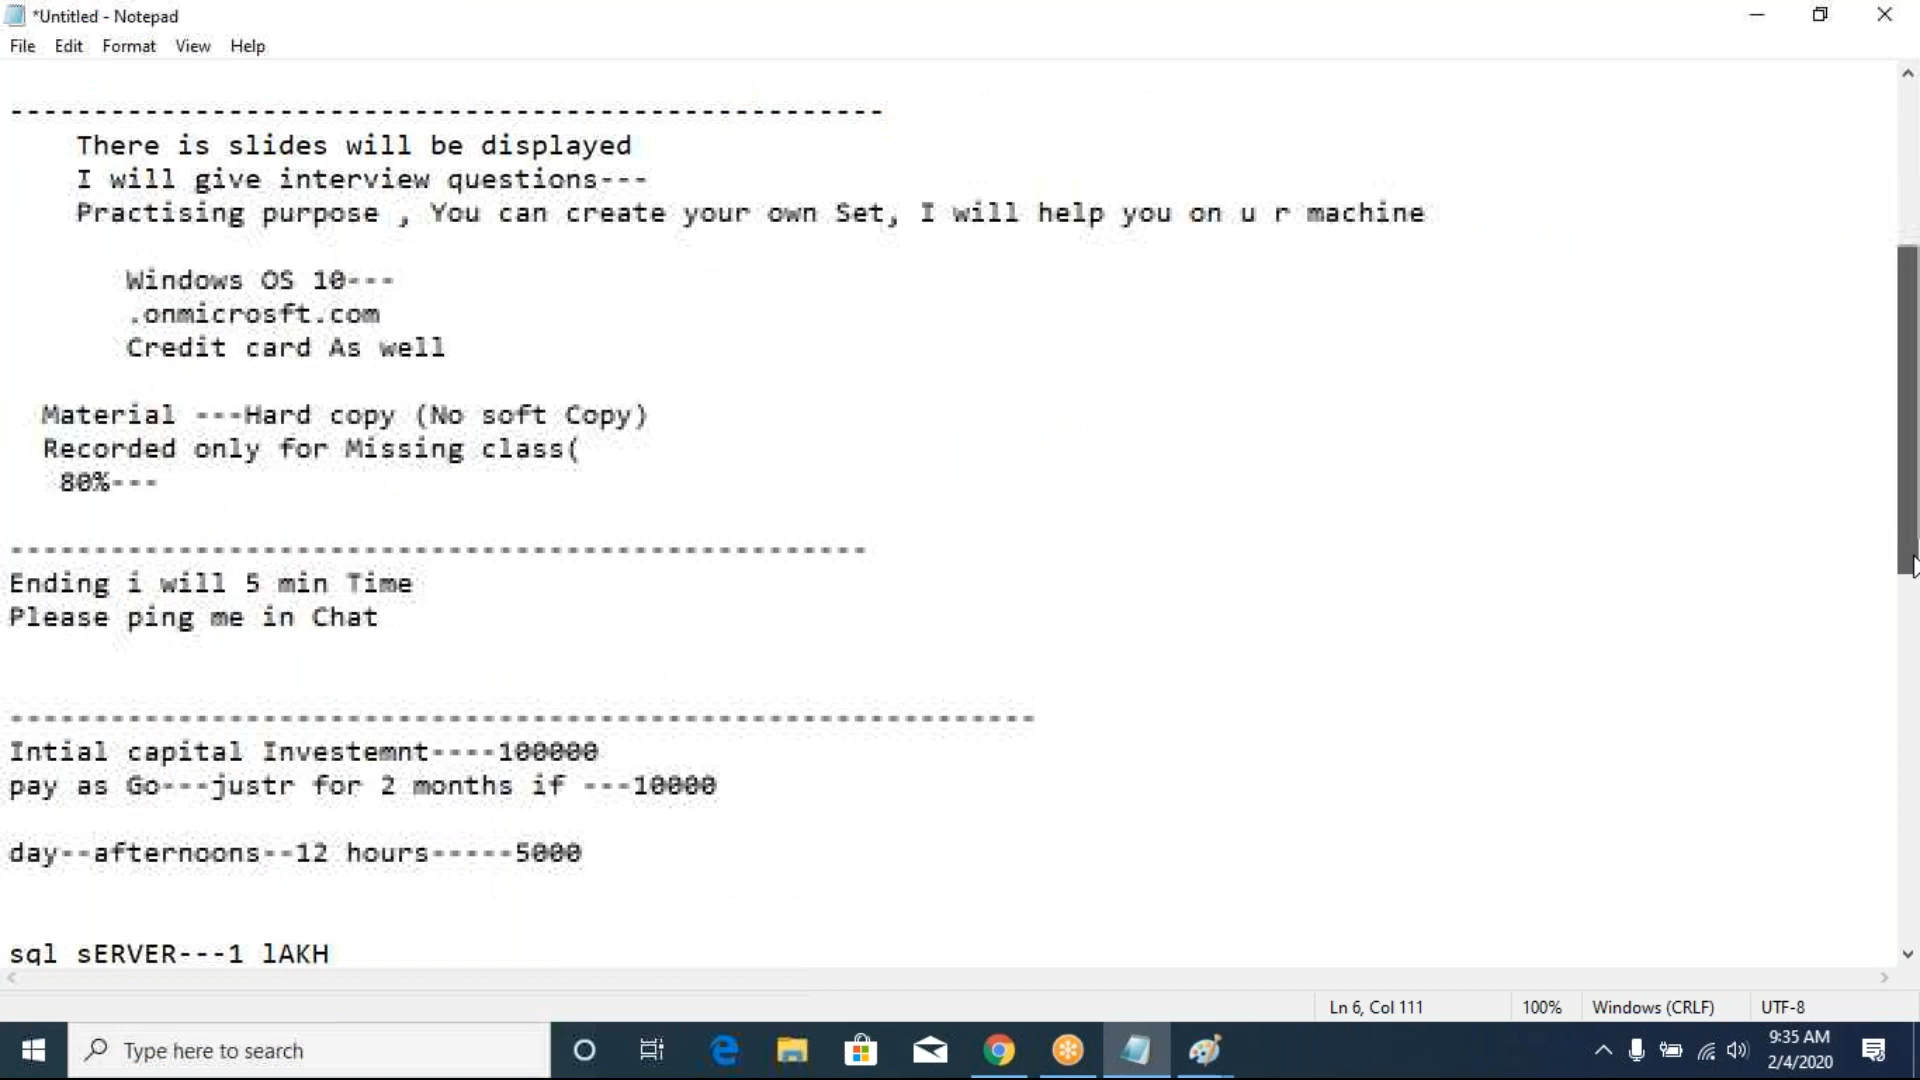 *Untitled - Notepad
File Edit Format View Help
-----------------------------------------------------
There is slides will be displayed
I will give interview questions---
Practising purpose , You can create your own Set, I will help you on u r machine
Windows OS 10---
.onmicrosft.com
Credit card As well
Material ---Hard copy (No soft Copy)
Recorded only for Missing class(
80%---
----------------------------------------------------
Ending i will 5 min Time
Please ping me in Chat
--------------------------------------------------------------
Intial capital Investemnt----100000
pay as Go---justr for 2 months if ---10000
day--afternoons--12 hours-----5000
sql sERVER---1 lAKH
Ln 6, Col 111 100% Windows (CRLF) UTF-8
Type here to search
9:35 AM
2/4/2020